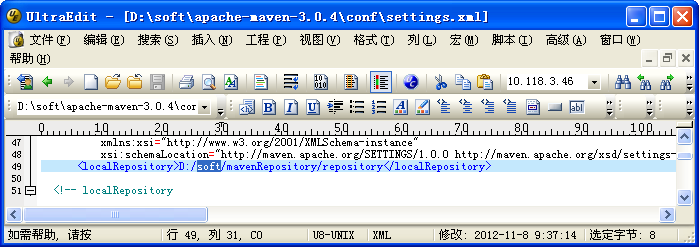 UltraEdit - [D:\soft\apache-maven-3.0.4\conf\settings.xml]
文件(F) 编辑(E) 搜索(S) 插入(N) 工程(P) 视图(V) 格式(T) 列(L) 宏(M) 脚本(I) 高级(A) 窗口(W)
帮助(H)
10.118.3.46
D:\soft\apache-maven-3.0.4\cor
0 10 20 30 40 50 60 70 80 90 100
47 xmlns:xsi="http://www.w3.org/2001/XMLSchema-instance"
48 xsi:schemaLocation="http://maven.apache.org/SETTINGS/1.0.0 http://maven.apache.org/xsd/settings-
49 <localRepository>D:/soft/mavenRepository/repository</localRepository>
50
51 <!-- localRepository
如需帮助, 请按 行 49, 列 31, C0 U8-UNIX XML 修改: 2012-11-8 9:37:14 选定字节: 8